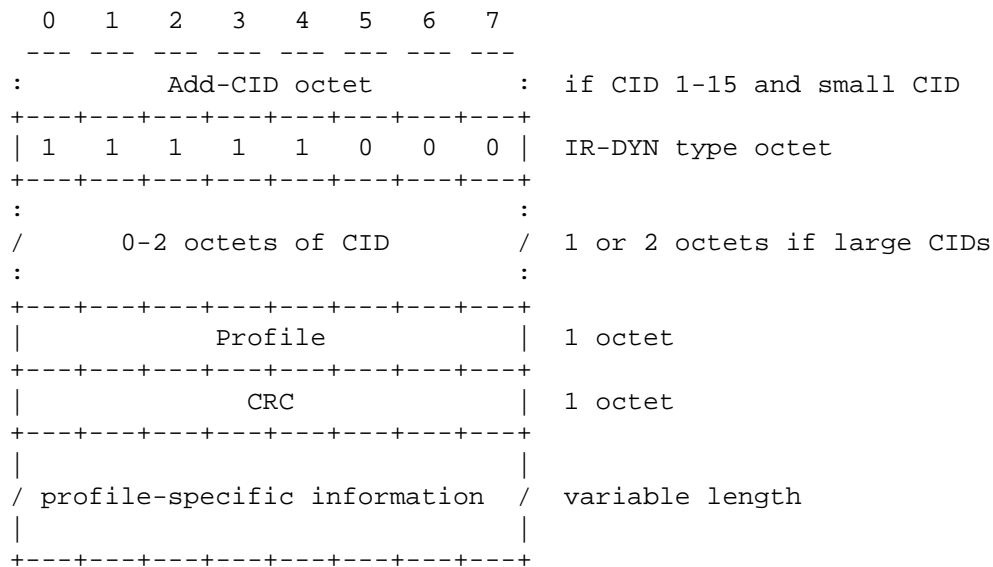 0   1   2   3   4   5   6   7
 --- --- --- --- --- --- --- ---
:         Add-CID octet         :  if CID 1-15 and small CID
+---+---+---+---+---+---+---+---+
| 1   1   1   1   1   0   0   0 |  IR-DYN type octet
+---+---+---+---+---+---+---+---+
:                               :
/      0-2 octets of CID        /  1 or 2 octets if large CIDs
:                               :
+---+---+---+---+---+---+---+---+
|            Profile            |  1 octet
+---+---+---+---+---+---+---+---+
|              CRC              |  1 octet
+---+---+---+---+---+---+---+---+
|                               |
/ profile-specific information  /  variable length
|                               |
+---+---+---+---+---+---+---+---+